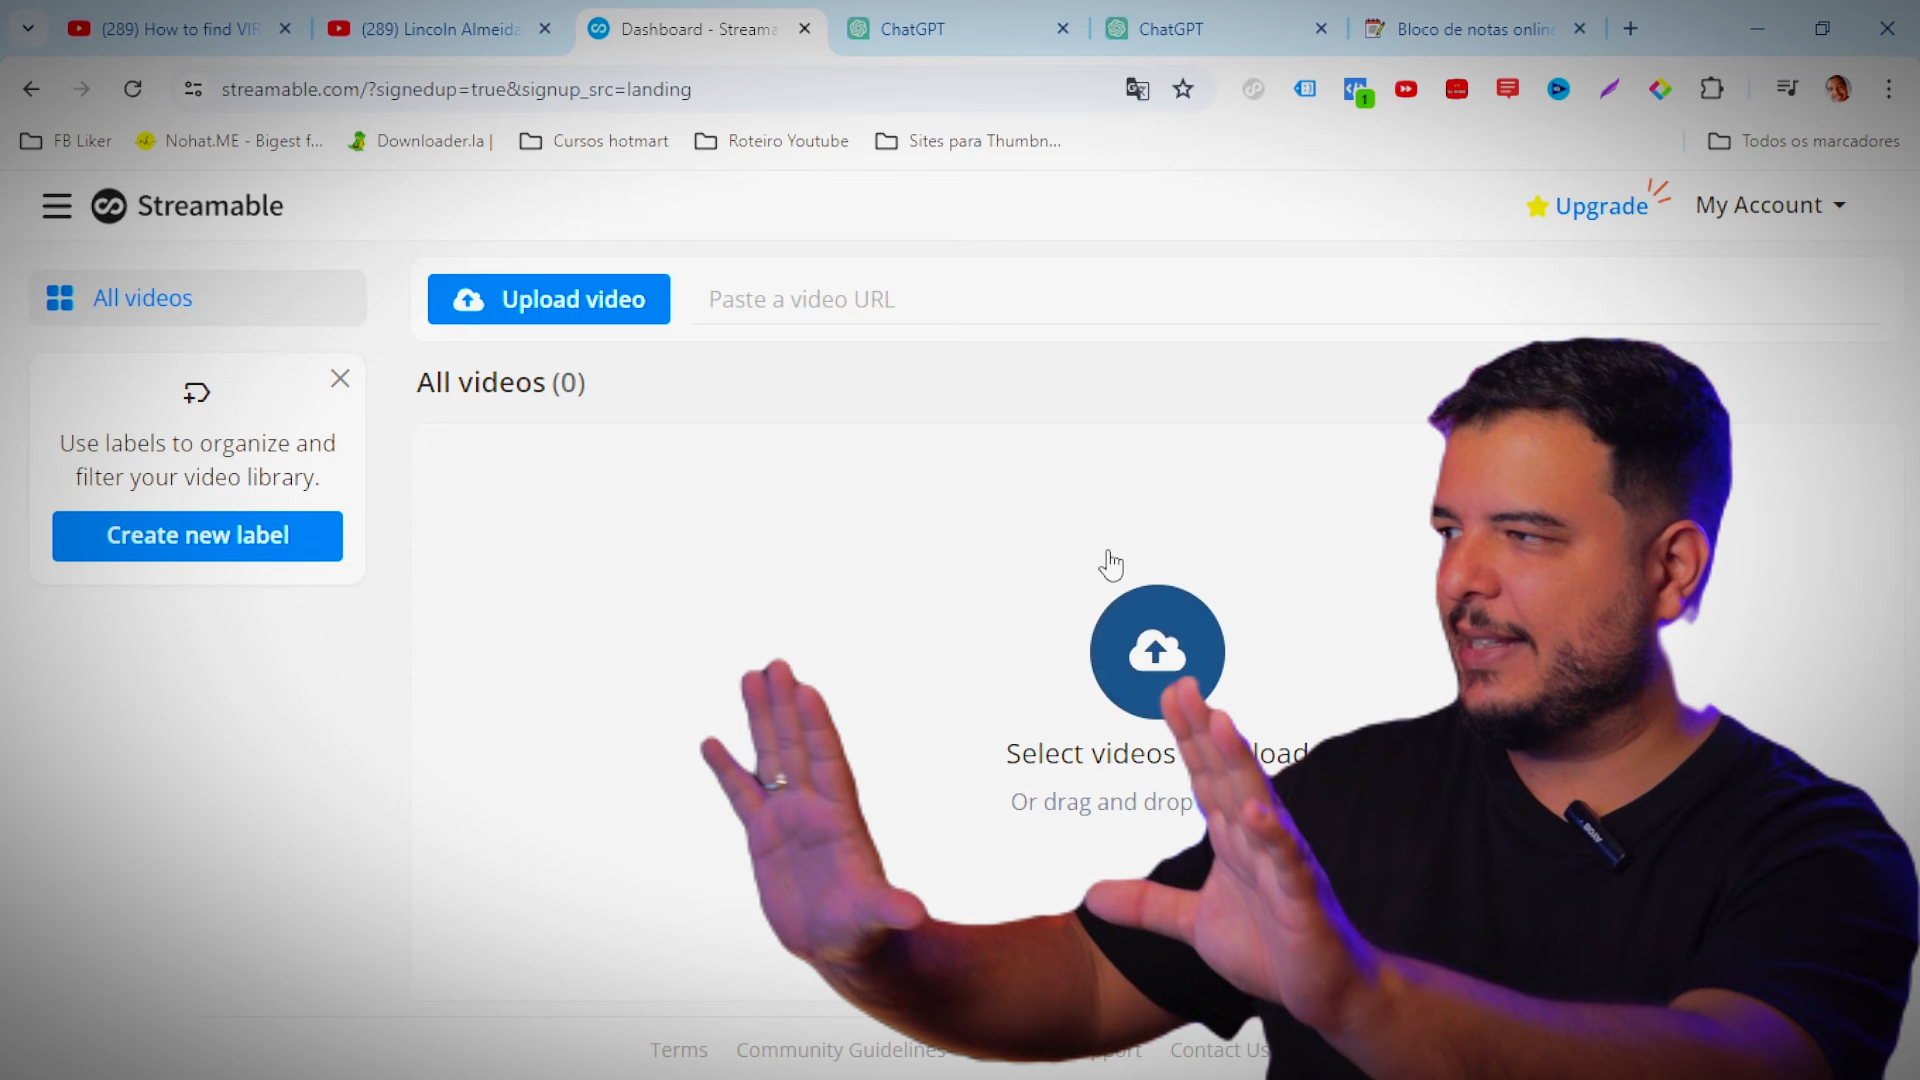 (289) How to find VIR
(289) Lincoln Almeida
Dashboard - Streama
ChatGPT
ChatGPT
Bloco de notas online
streamable.com/?signedup=true&signup_src=landing
1
FB Liker
Nohat.ME - Bigest f...
Downloader.la |
Cursos hotmart
Roteiro Youtube
Sites para Thumbn...
Todos os marcadores
Streamable
Upgrade
My Account
All videos
Upload video
Paste a video URL
All videos (0)
Use labels to organize and
filter your video library.
Create new label
Select videos load
Or drag and drop
Terms
Community Guidelines
Contact Us